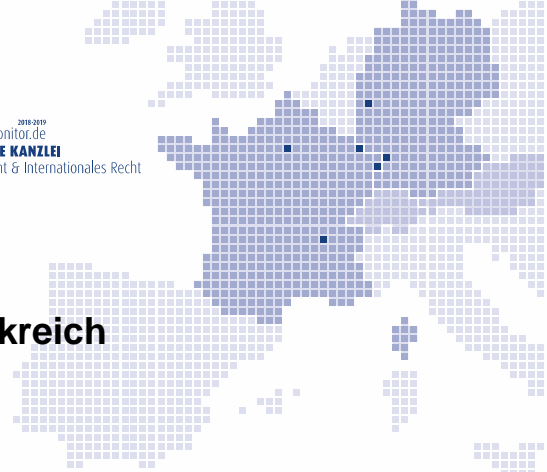 2018-2019
onitor.de
E KANZLEI
nt & Internationales Recht
kreich